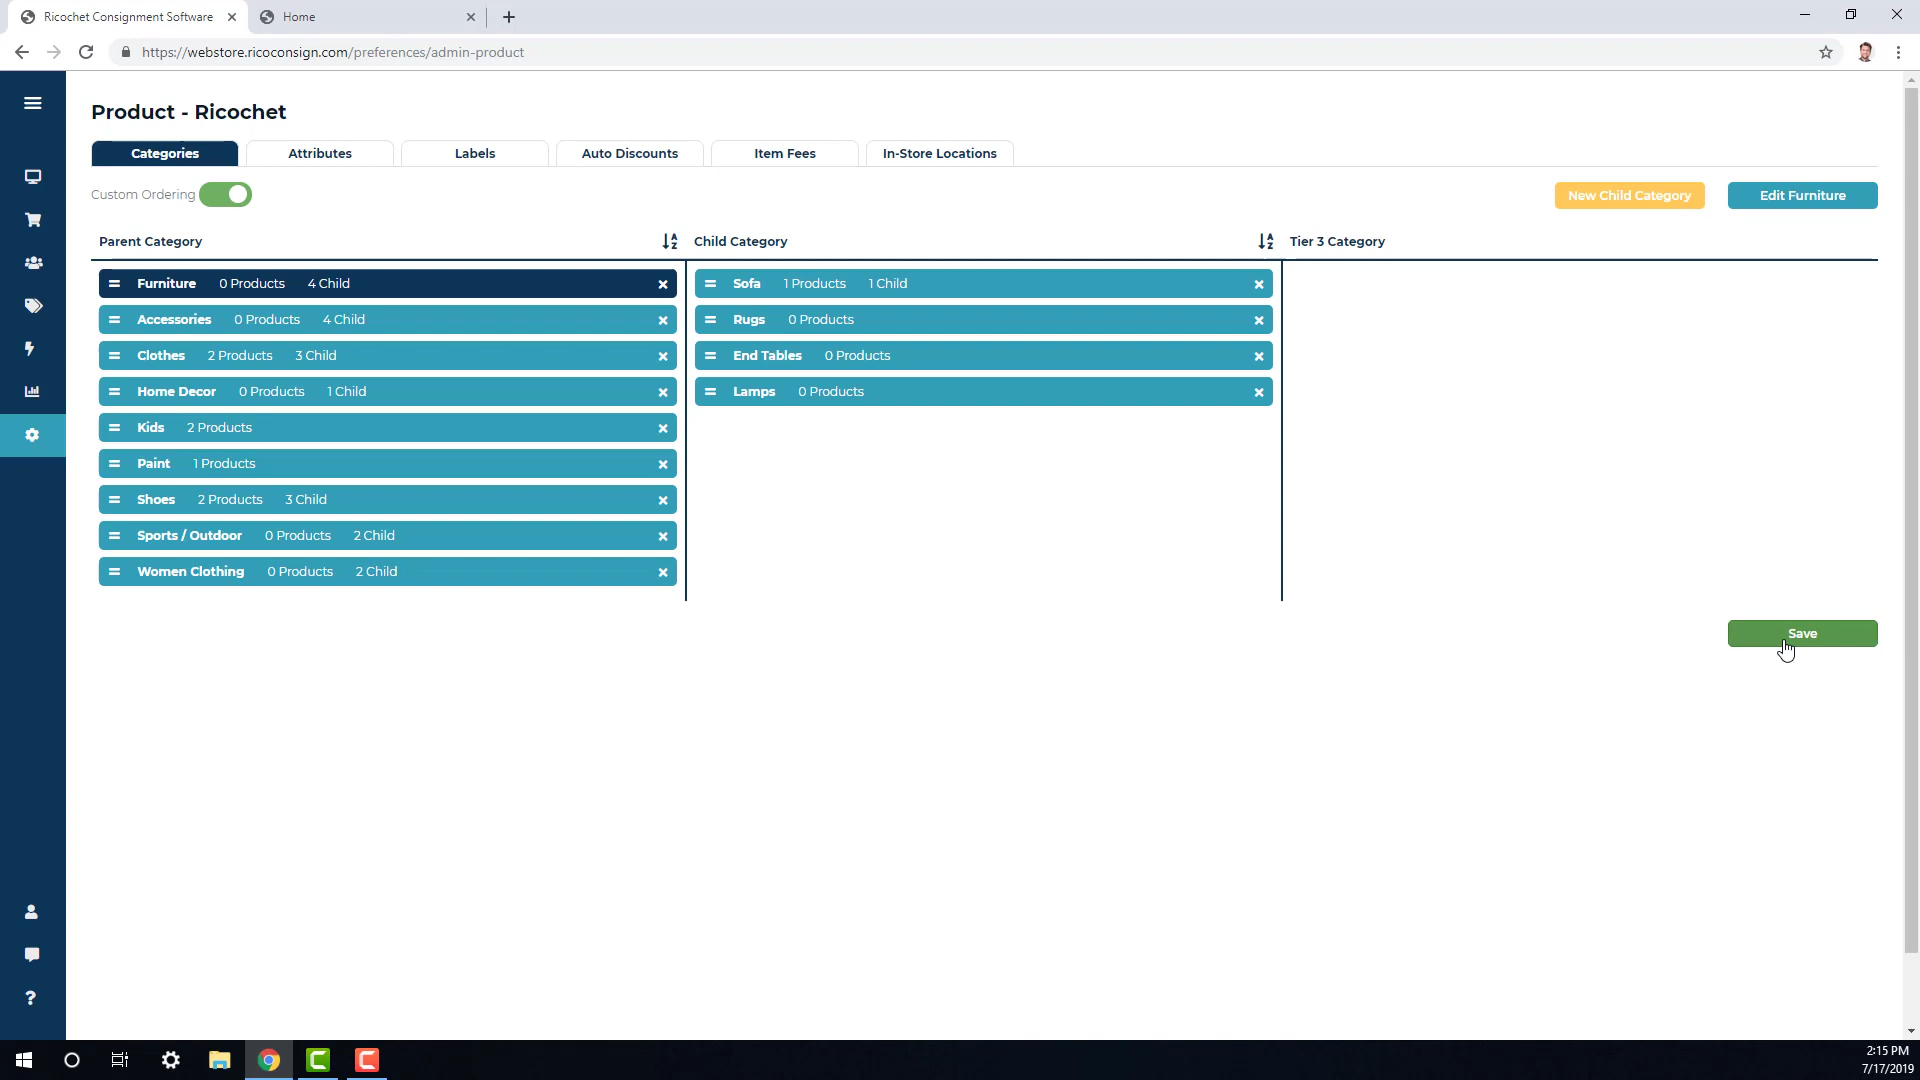 Ricochet Consignment Software
Home
https://webstore.ricoconsign.com/preferences/admin-product
Product - Ricochet
Categories
Attributes
Labels
Auto Discounts
Item Fees
In-Store Locations
Custom Ordering
New Child Category
Edit Furniture
Parent Category
Child Category
Tier 3 Category
Furniture 0 Products 4 Child
Accessories 0 Products 4 Child
Clothes 2 Products 3 Child
Home Decor 0 Products 1 Child
Kids 2 Products
Paint 1 Products
Shoes 2 Products 3 Child
Sports / Outdoor 0 Products 2 Child
Women Clothing 0 Products 2 Child
Sofa 1 Products 1 Child
Rugs 0 Products
End Tables 0 Products
Lamps 0 Products
Save
2:15 PM
7/17/2019